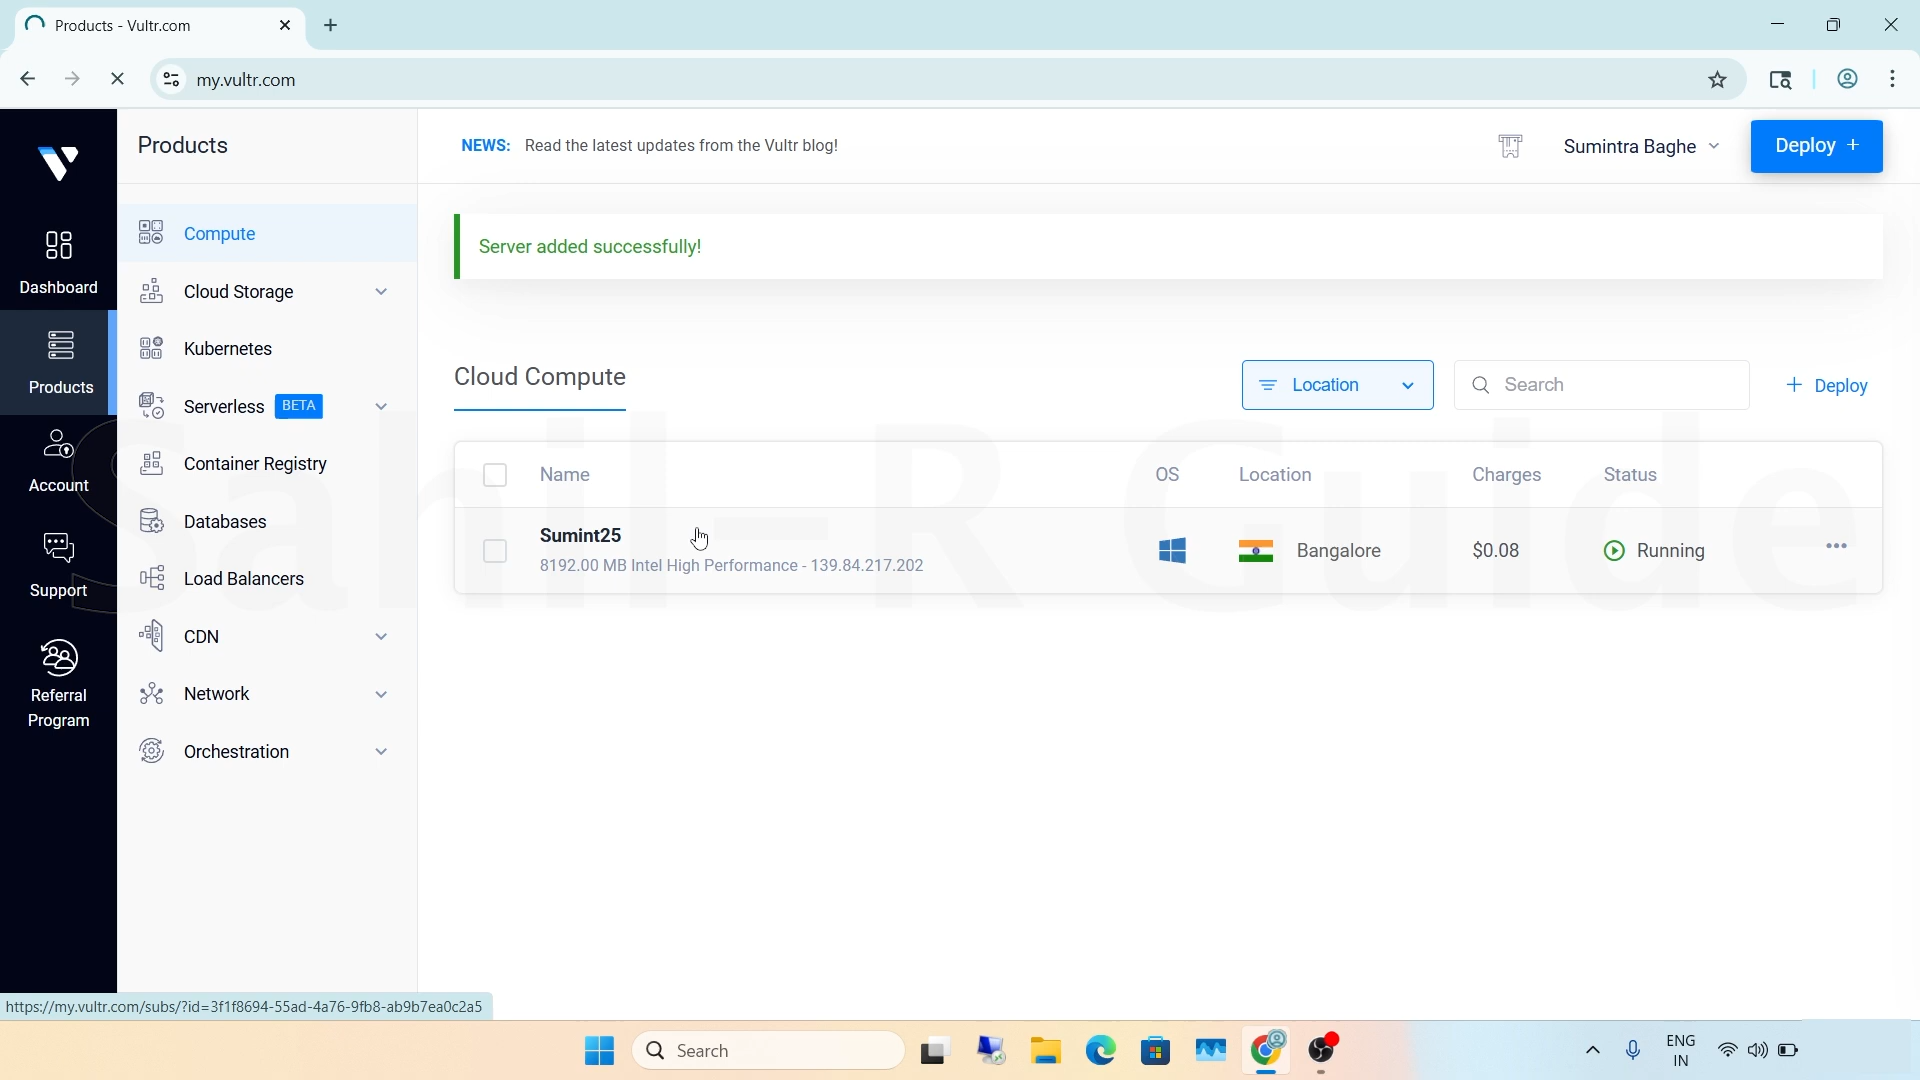 Products - Vultr.com
my.vultr.com
Products
NEWS: Read the latest updates from the Vultr blog!
Sumintra Baghe
Deploy +
Dashboard
Products
Account
Support
Referral
Program
Compute
Cloud Storage
Kubernetes
Serverless BETA
Container Registry
Databases
Load Balancers
CDN
Network
Orchestration
Server added successfully!
Cloud Compute
Location
Search
+ Deploy
Name OS Location Charges Status
Sumint25
8192.00 MB Intel High Performance - 139.84.217.202
Bangalore $0.08 Running •••
Sahil-R Guide
https://my.vultr.com/subs/?id=3f1f8694-55ad-4a76-9fb8-ab9b7ea0c2a5
Search
ENG
IN